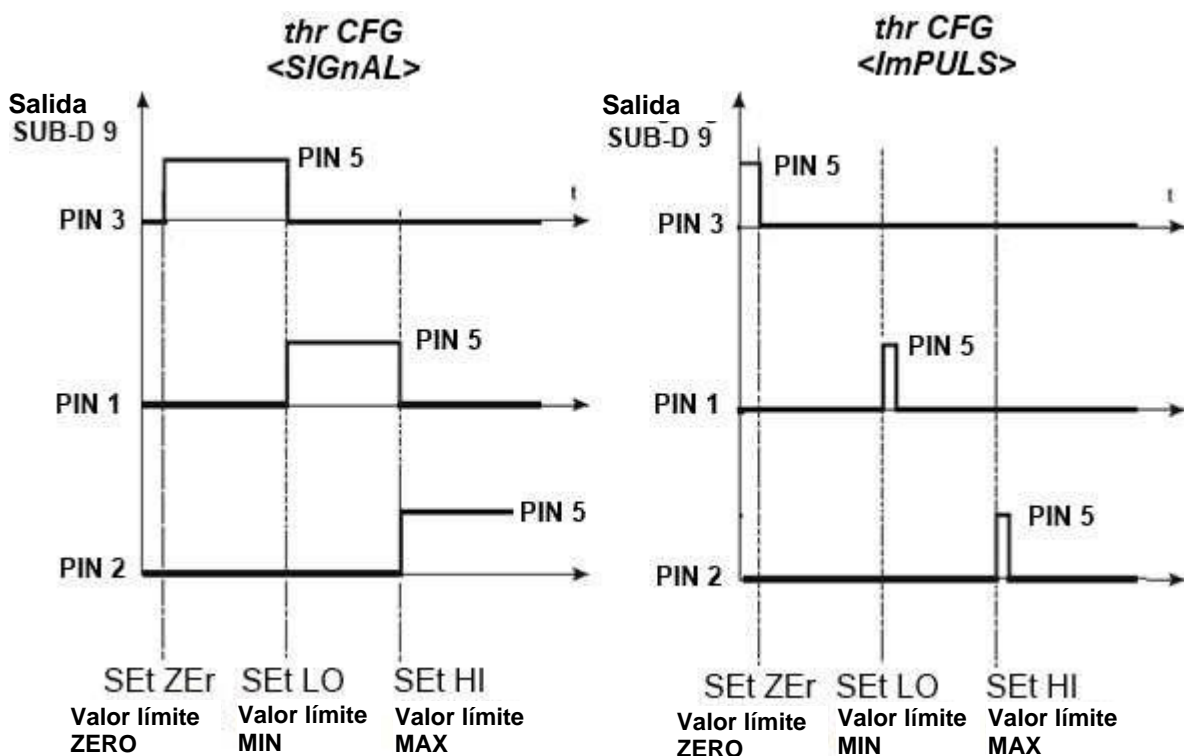 thr CFG
<SIGnAL>
Salida
SUB-D 9
PIN 5
t
PIN 3
PIN 5
PIN 1
PIN 5
PIN 2
SEt ZEr
SEt LO
SEt HI
Valor límite
ZERO
Valor límite
MIN
Valor límite
MAX
thr CFG
<ImPULS>
Salida
SUB-D 9
PIN 5
t
PIN 3
PIN 5
PIN 1
PIN 5
PIN 2
SEt ZEr
SEt LO
SEt HI
Valor límite
ZERO
Valor límite
MIN
Valor límite
MAX